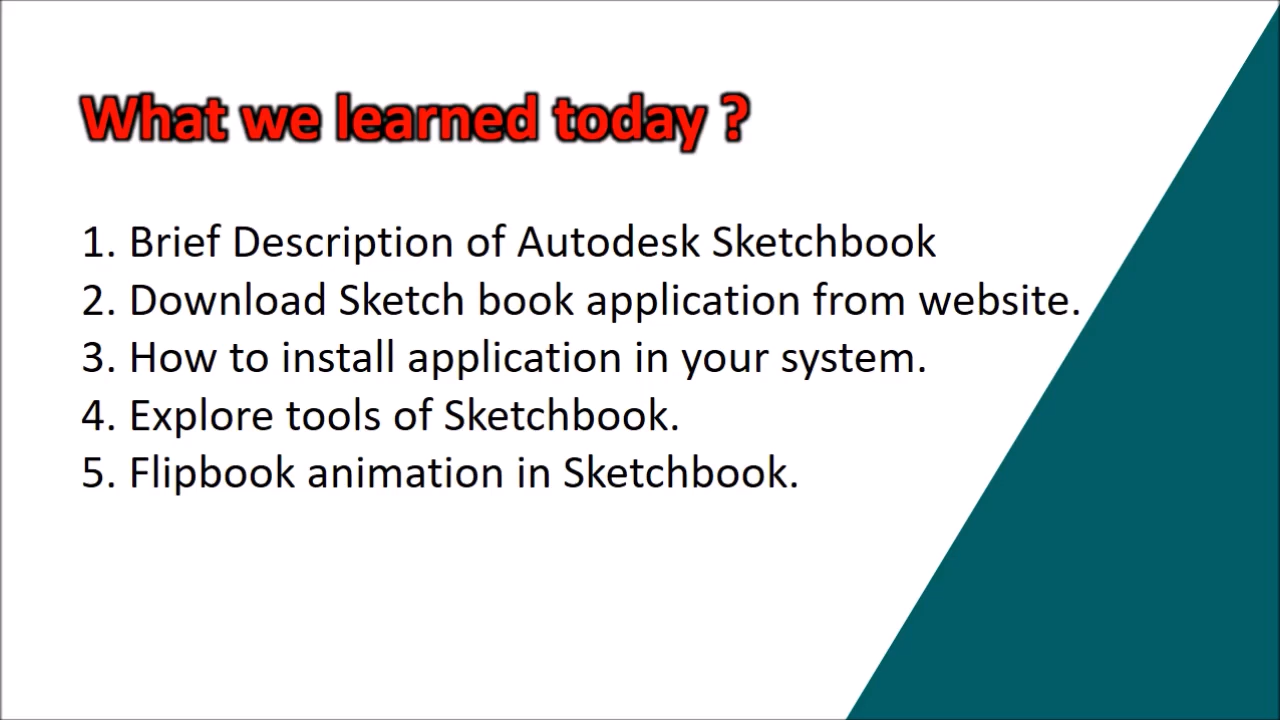 What we learned today ?
1. Brief Description of Autodesk Sketchbook
2. Download Sketch book application from website.
3. How to install application in your system.
4. Explore tools of Sketchbook.
5. Flipbook animation in Sketchbook.